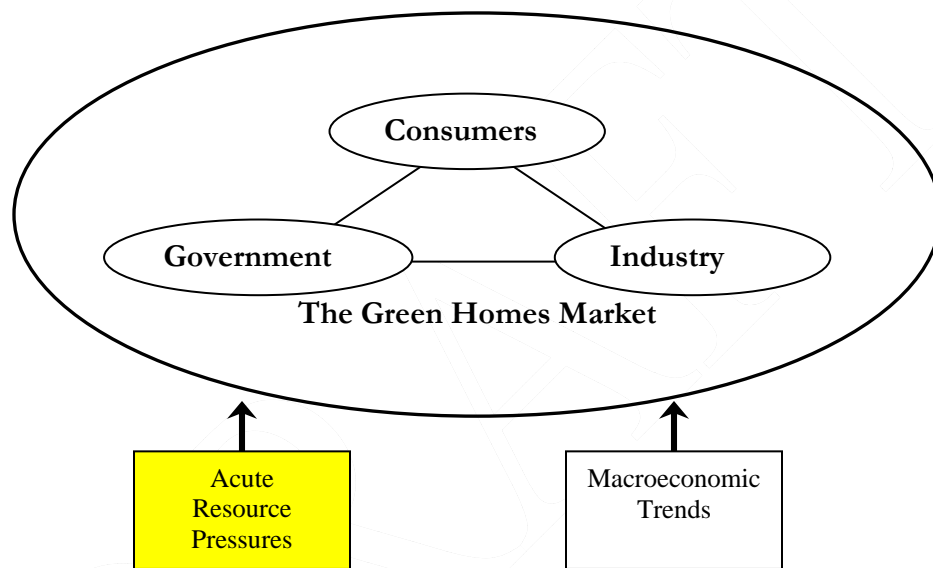 Consumers
Government
Industry
The Green Homes Market
Acute
Resource
Pressures
Macroeconomic
Trends